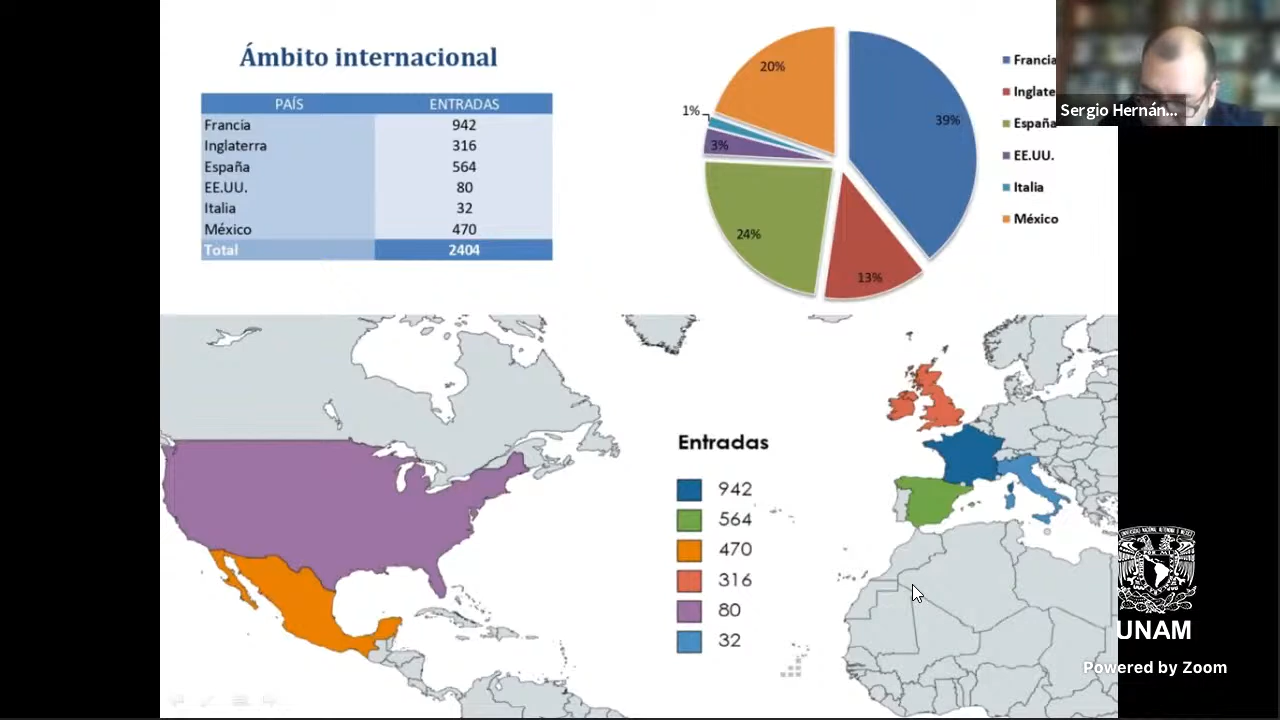 Ámbito internacional
PAÍS ENTRADAS
Francia 942
Inglaterra 316
España 564
EE.UU. 80
Italia 32
México 470
Total 2404
20%
39%
1%
3%
24%
13%
Francia
Inglate
España
EE.UU.
Italia
México
Sergio Hernán...
Entradas
942
564
470
316
80
32
UNAM
Powered by Zoom